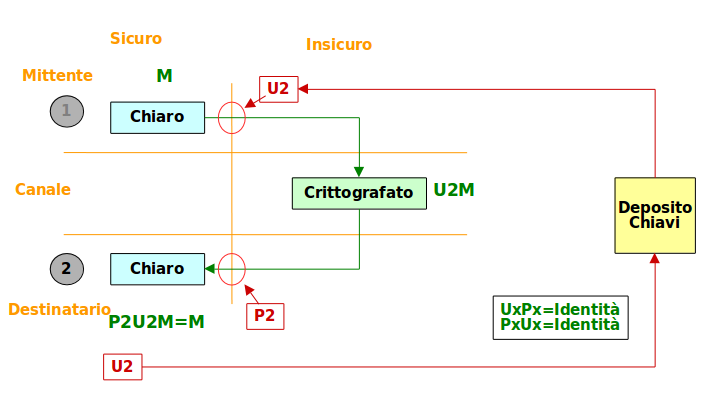 Sicuro
Insicuro
Mittente
M
U2
1
Chiaro
Canale
Crittografato
U2M
Deposito
Chiavi
2
Chiaro
Destinatario
P2U2M=M
P2
UxPx=Identità
PxUx=Identità
U2